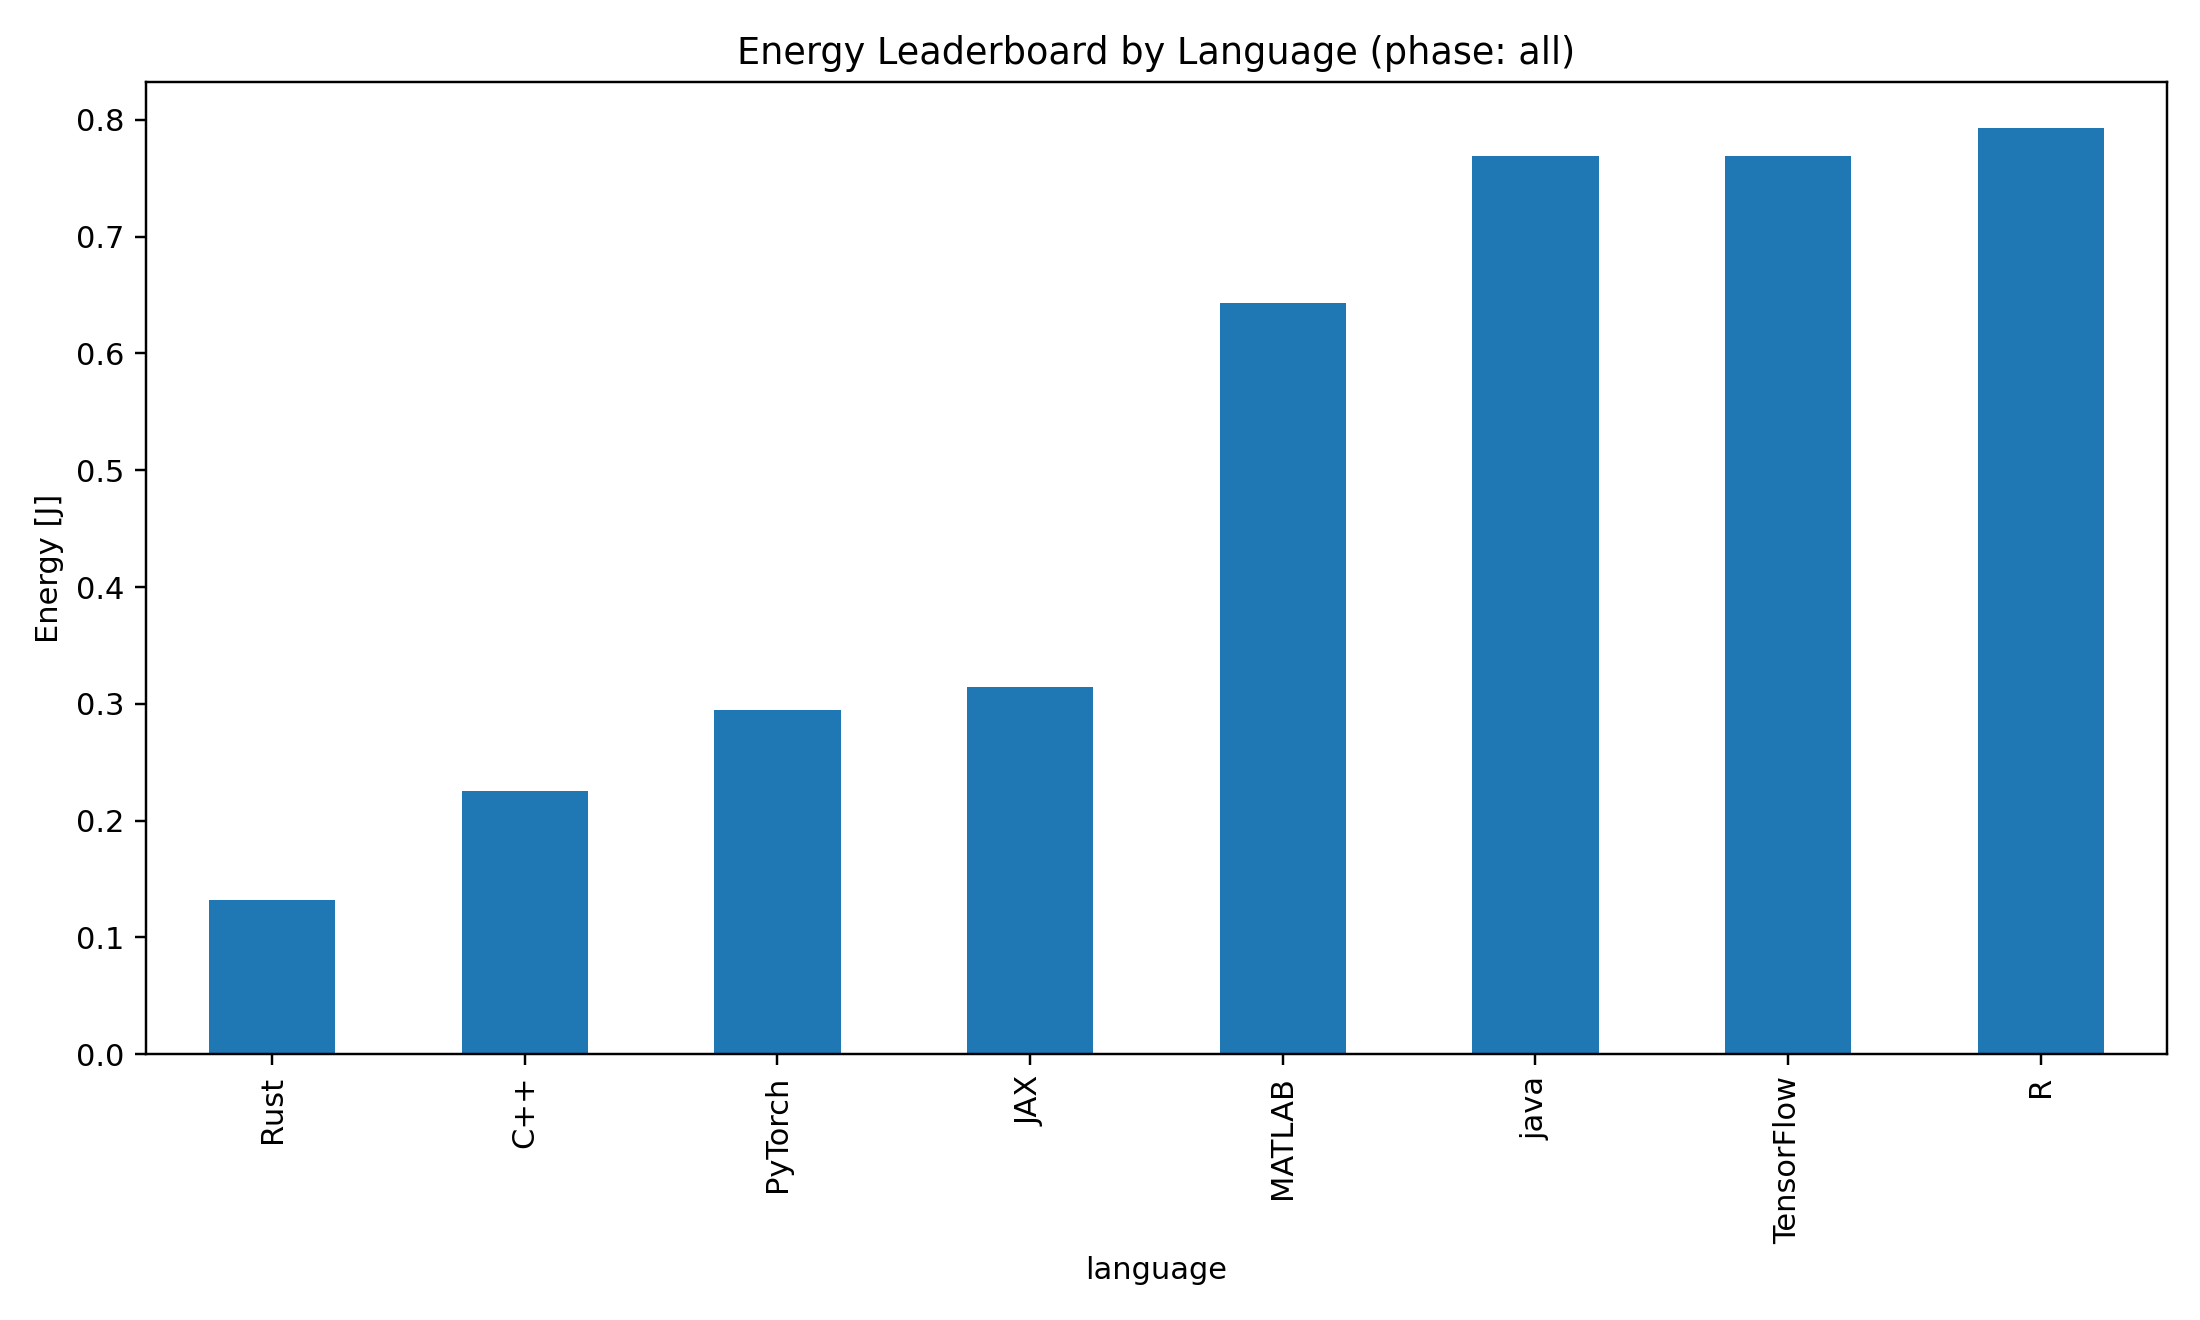 Energy Leaderboard by Language (phase: all)
Energy [J]
0.8
0.7
0.6
0.5
0.4
0.3
0.2
0.1
0.0
Rust
C++
PyTorch
JAX
MATLAB
java
TensorFlow
R
language